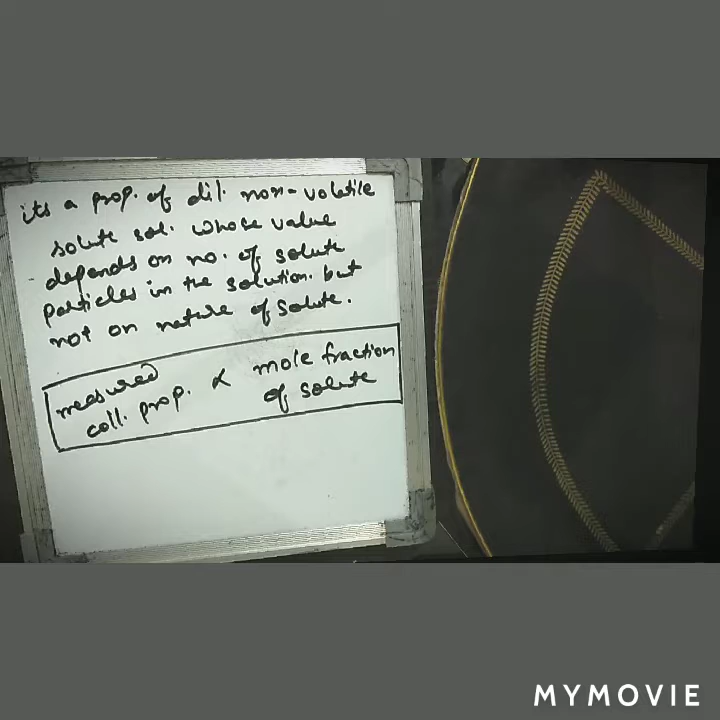 its a prop. of dil. non-volatile
solute sol. whose value
depends on no. of solute
particles in the solution. but
not on nature of solute.
measured ∝ mole fraction
coll. prop. of solute
MYMOVIE